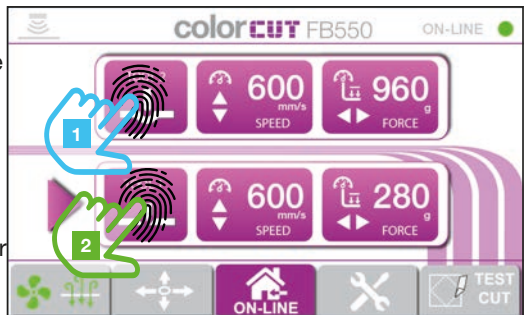 colorCUT FB550 ON-LINE
e
600 mm/s SPEED
960 g FORCE
1
600 mm/s SPEED
280 g FORCE
2
r
ON-LINE
TEST CUT